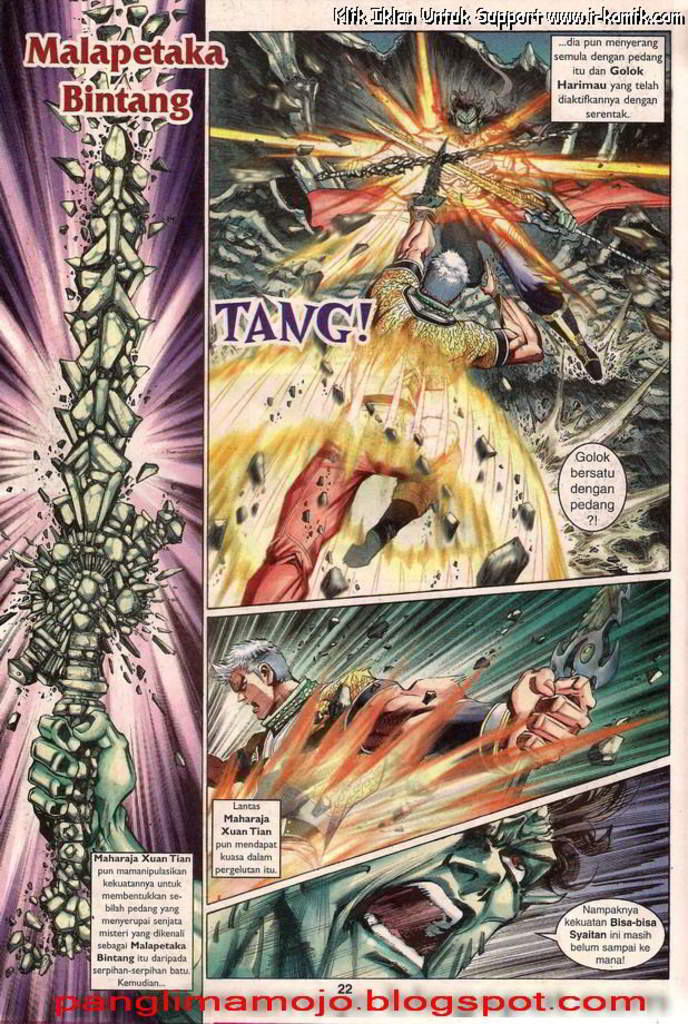 Klik Iklan Untuk Support www.ir-komik.com
Malapetaka
Bintang
...dia pun menyerang
semula dengan pedang
itu dan Golok
Harimau yang telah
diaktifkannya dengan
serentak.
TANG!
Golok
bersatu
dengan
pedang
?!
Maharaja Xuan Tian
pun mamanipulasikan
kekuatannya untuk
membentukkan se-
bilah pedang yang
menyerupai senjata
misteri yang dikenali
sebagai Malapetaka
Bintang itu daripada
serpihan-serpihan batu.
Kemudian...
Lantas
Maharaja
Xuan Tian
pun mendapat
kuasa dalam
pergelutan itu.
Nampaknya
kekuatan Bisa-bisa
Syaitan ini masih
belum sampai ke
mana!
22
panglimamojo.blogspot.com